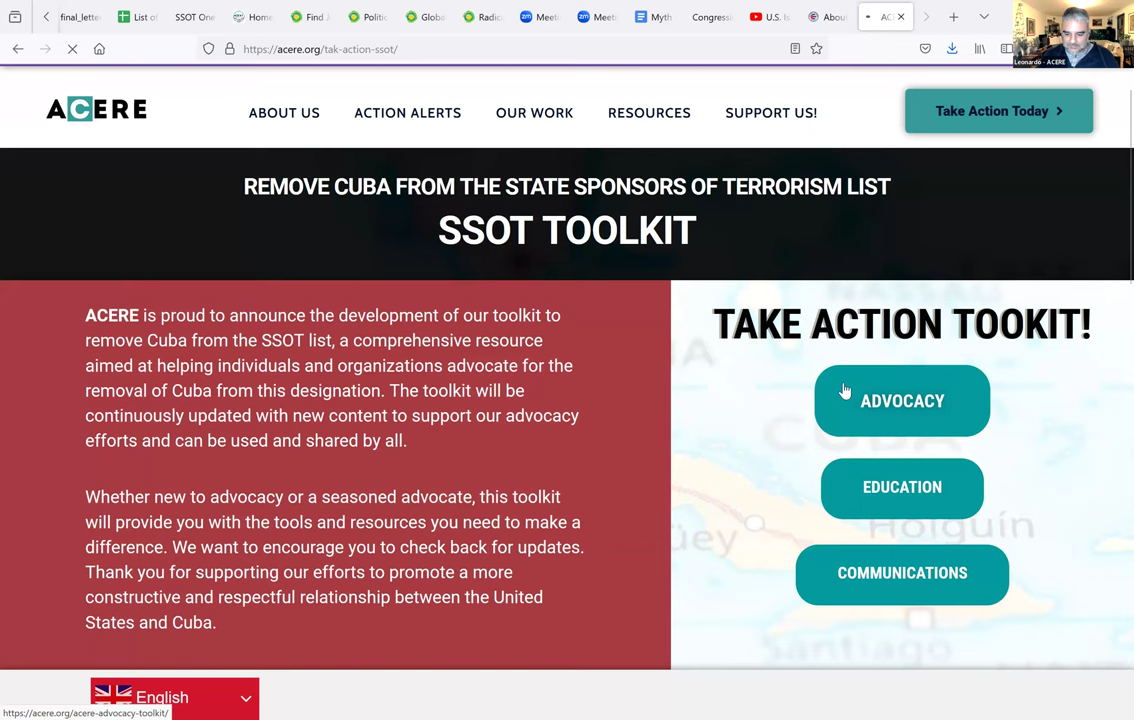 final_lette
List of
SSOT One
Home
Find J
Politic
Globa
Radic
Meeti
Meeti
Myth
Congressi
U.S. Is
Abou
AC
https://acere.org/tak-action-ssot/
Leonardo - ACERE
ACERE
ABOUT US
ACTION ALERTS
OUR WORK
RESOURCES
SUPPORT US!
Take Action Today
REMOVE CUBA FROM THE STATE SPONSORS OF TERRORISM LIST
SSOT TOOLKIT
ACERE is proud to announce the development of our toolkit to
remove Cuba from the SSOT list, a comprehensive resource
aimed at helping individuals and organizations advocate for the
removal of Cuba from this designation. The toolkit will be
continuously updated with new content to support our advocacy
efforts and can be used and shared by all.
Whether new to advocacy or a seasoned advocate, this toolkit
will provide you with the tools and resources you need to make a
difference. We want to encourage you to check back for updates.
Thank you for supporting our efforts to promote a more
constructive and respectful relationship between the United
States and Cuba.
TAKE ACTION TOOKIT!
ADVOCACY
EDUCATION
COMMUNICATIONS
NASSAU
CUBA
Holguín
Santiago
English
https://acere.org/acere-advocacy-toolkit/